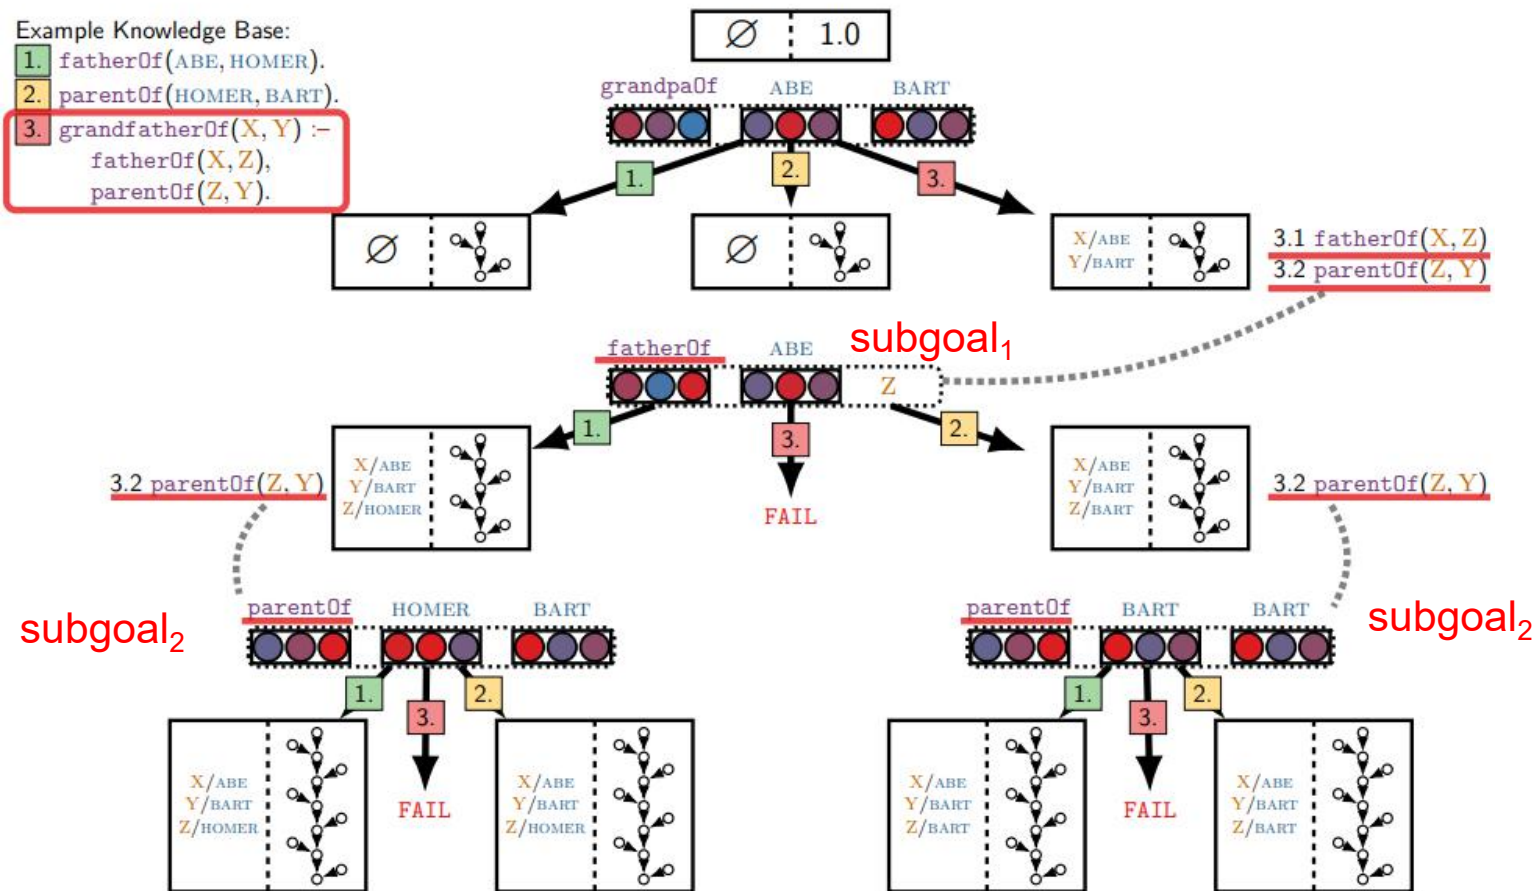 Example Knowledge Base:
1. fatherOf(ABE, HOMER).
2. parentOf(HOMER, BART).
3. grandfatherOf(X, Y) :–
fatherOf(X, Z),
parentOf(Z, Y).
∅ 1.0
grandpaOf ABE BART
1. 2. 3.
∅ ∅ X/ABE
Y/BART
3.1 fatherOf(X, Z)
3.2 parentOf(Z, Y)
subgoal₁
fatherOf ABE Z
1. 3. 2.
3.2 parentOf(Z, Y)
X/ABE
Y/BART
Z/HOMER
FAIL
X/ABE
Y/BART
Z/BART
3.2 parentOf(Z, Y)
subgoal₂
parentOf HOMER BART
1. 3. 2.
X/ABE
Y/BART
Z/HOMER
FAIL
X/ABE
Y/BART
Z/HOMER
parentOf BART BART
subgoal₂
1. 3. 2.
X/ABE
Y/BART
Z/BART
FAIL
X/ABE
Y/BART
Z/BART